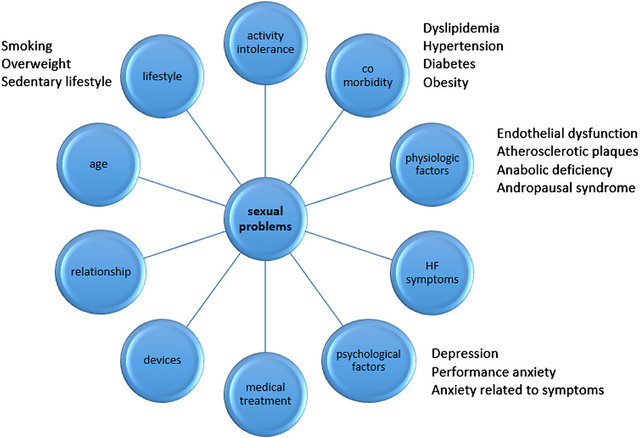 Smoking
Overweight
Sedentary lifestyle
lifestyle
activity
intolerance
co
morbidity
Dyslipidemia
Hypertension
Diabetes
Obesity
age
physiologic
factors
Endothelial dysfunction
Atherosclerotic plaques
Anabolic deficiency
Andropausal syndrome
sexual
problems
relationship
HF
symptoms
devices
medical
treatment
psychological
factors
Depression
Performance anxiety
Anxiety related to symptoms